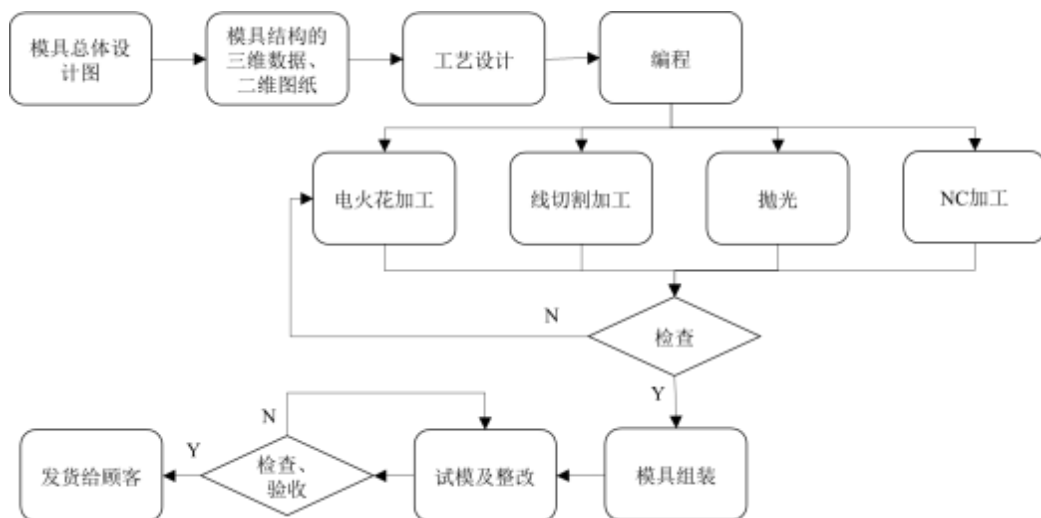 模具总体设
计图
模具结构的
三维数据、
二维图纸
工艺设计
编程
电火花加工
线切割加工
抛光
NC加工
N
检查
Y
N
Y
发货给顾客
检查、
验收
试模及整改
模具组装